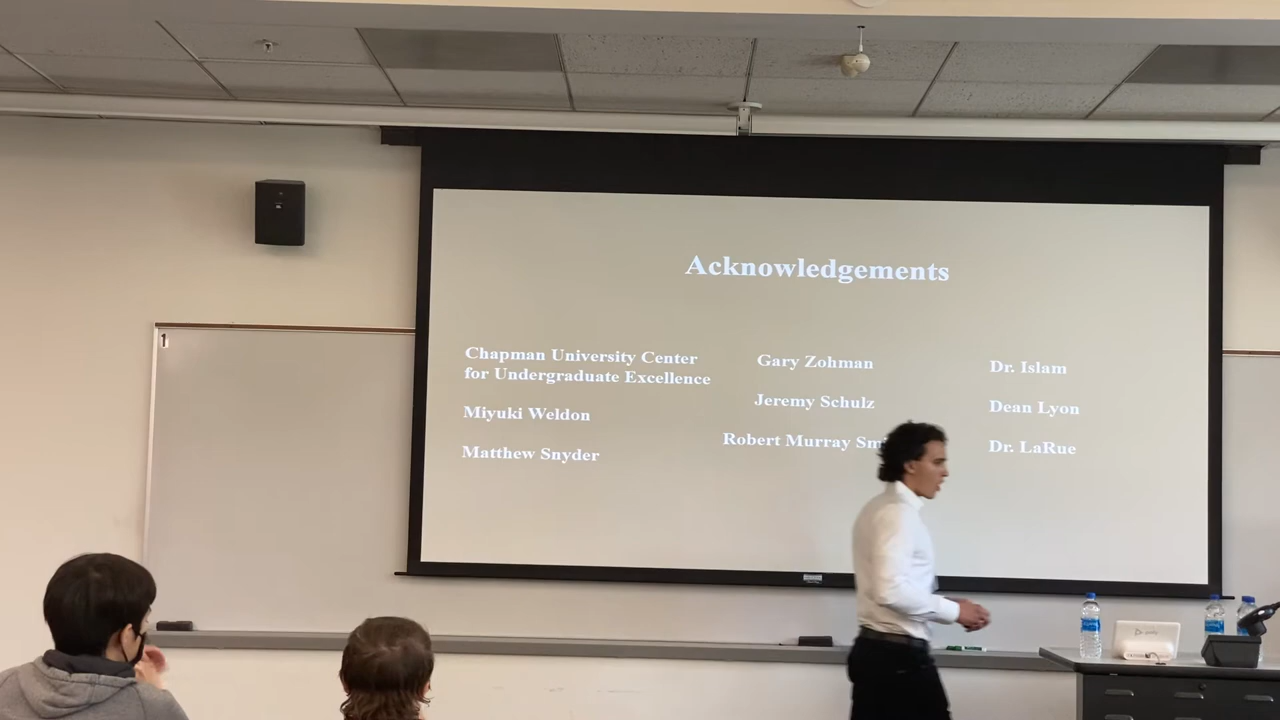 Acknowledgements
Chapman University Center
for Undergraduate Excellence
Miyuki Weldon
Matthew Snyder
Gary Zohman
Jeremy Schulz
Robert Murray
Dr. Islam
Dean Lyon
Dr. LaRue
1